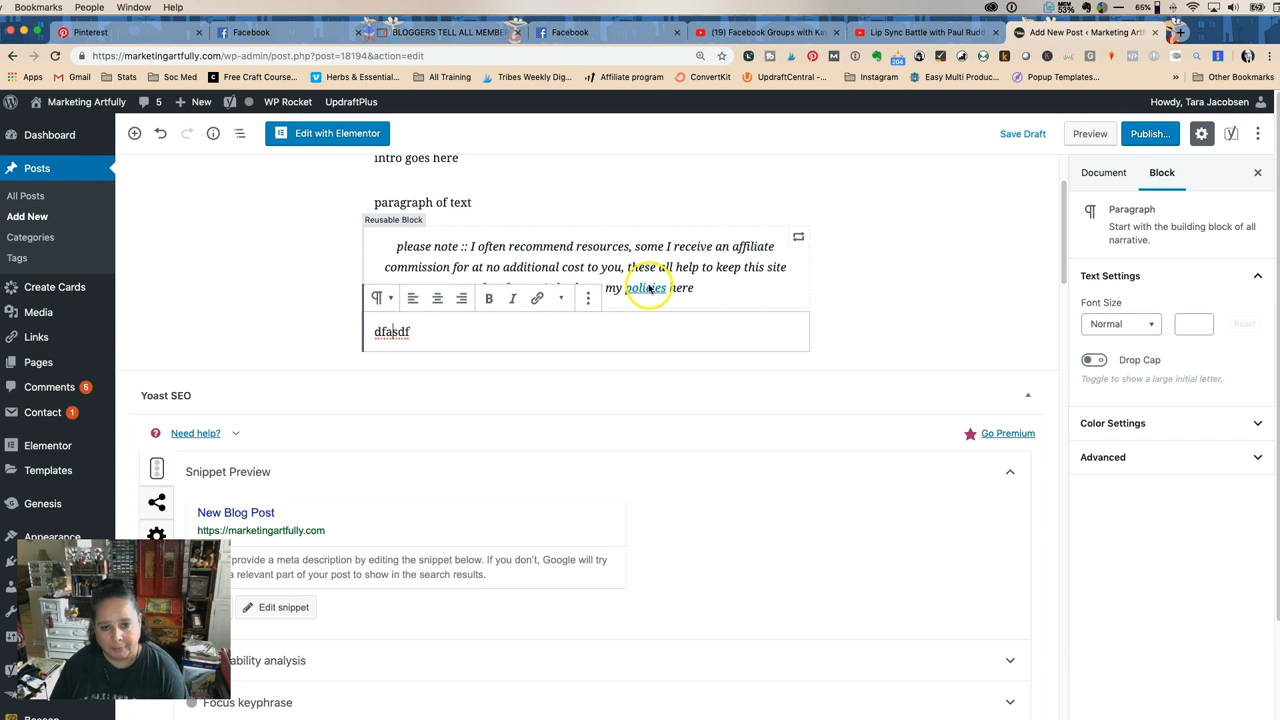 Bookmarks People Window Help
MEM 53% 65%
Pinterest
Facebook
BLOGGERS TELL ALL MEMBE
Facebook
(19) Facebook Groups with Ka
Lip Sync Battle with Paul Rudd
Add New Post ‹ Marketing Artf
https://marketingartfully.com/wp-admin/post.php?post=18194&action=edit
204
Apps
Gmail
Stats
Soc Med
Free Craft Course...
Herbs & Essential...
All Training
Tribes Weekly Dig...
Affiliate program
ConvertKit
UpdraftCentral -...
Instagram
Easy Multi Produc...
Popup Templates...
»
Other Bookmarks
Marketing Artfully
5
New
WP Rocket
UpdraftPlus
Howdy, Tara Jacobsen
Dashboard
Posts
All Posts
Add New
Categories
Tags
Create Cards
Media
Links
Pages
Comments 5
Contact 1
Elementor
Templates
Genesis
Appearance
Edit with Elementor
Save Draft
Preview
Publish...
intro goes here
paragraph of text
Reusable Block
please note :: I often recommend resources, some I receive an affiliate
commission for at no additional cost to you, these all help to keep this site
my policies here
B I
dfasdf
Document
Block
Paragraph
Start with the building block of all
narrative.
Text Settings
Font Size
Normal
Reset
Drop Cap
Toggle to show a large initial letter.
Color Settings
Advanced
Yoast SEO
Need help?
Go Premium
Snippet Preview
New Blog Post
https://marketingartfully.com
provide a meta description by editing the snippet below. If you don't, Google will try
a relevant part of your post to show in the search results.
Edit snippet
ability analysis
Focus keyphrase